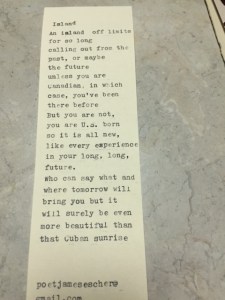 Island
An island off limits
for so long
calling out from the
past, or maybe
the future
unless you are
Canadian, in which
case, you've been
there before
But you are not,
you are U.S. born
so it is all new,
like every experience
in your long, long,
future.
Who can say what and
where tomorrow will
bring you but it
will surely be even
more beautiful than
that Cuban sunrise
poetjameseschers
gmail.com